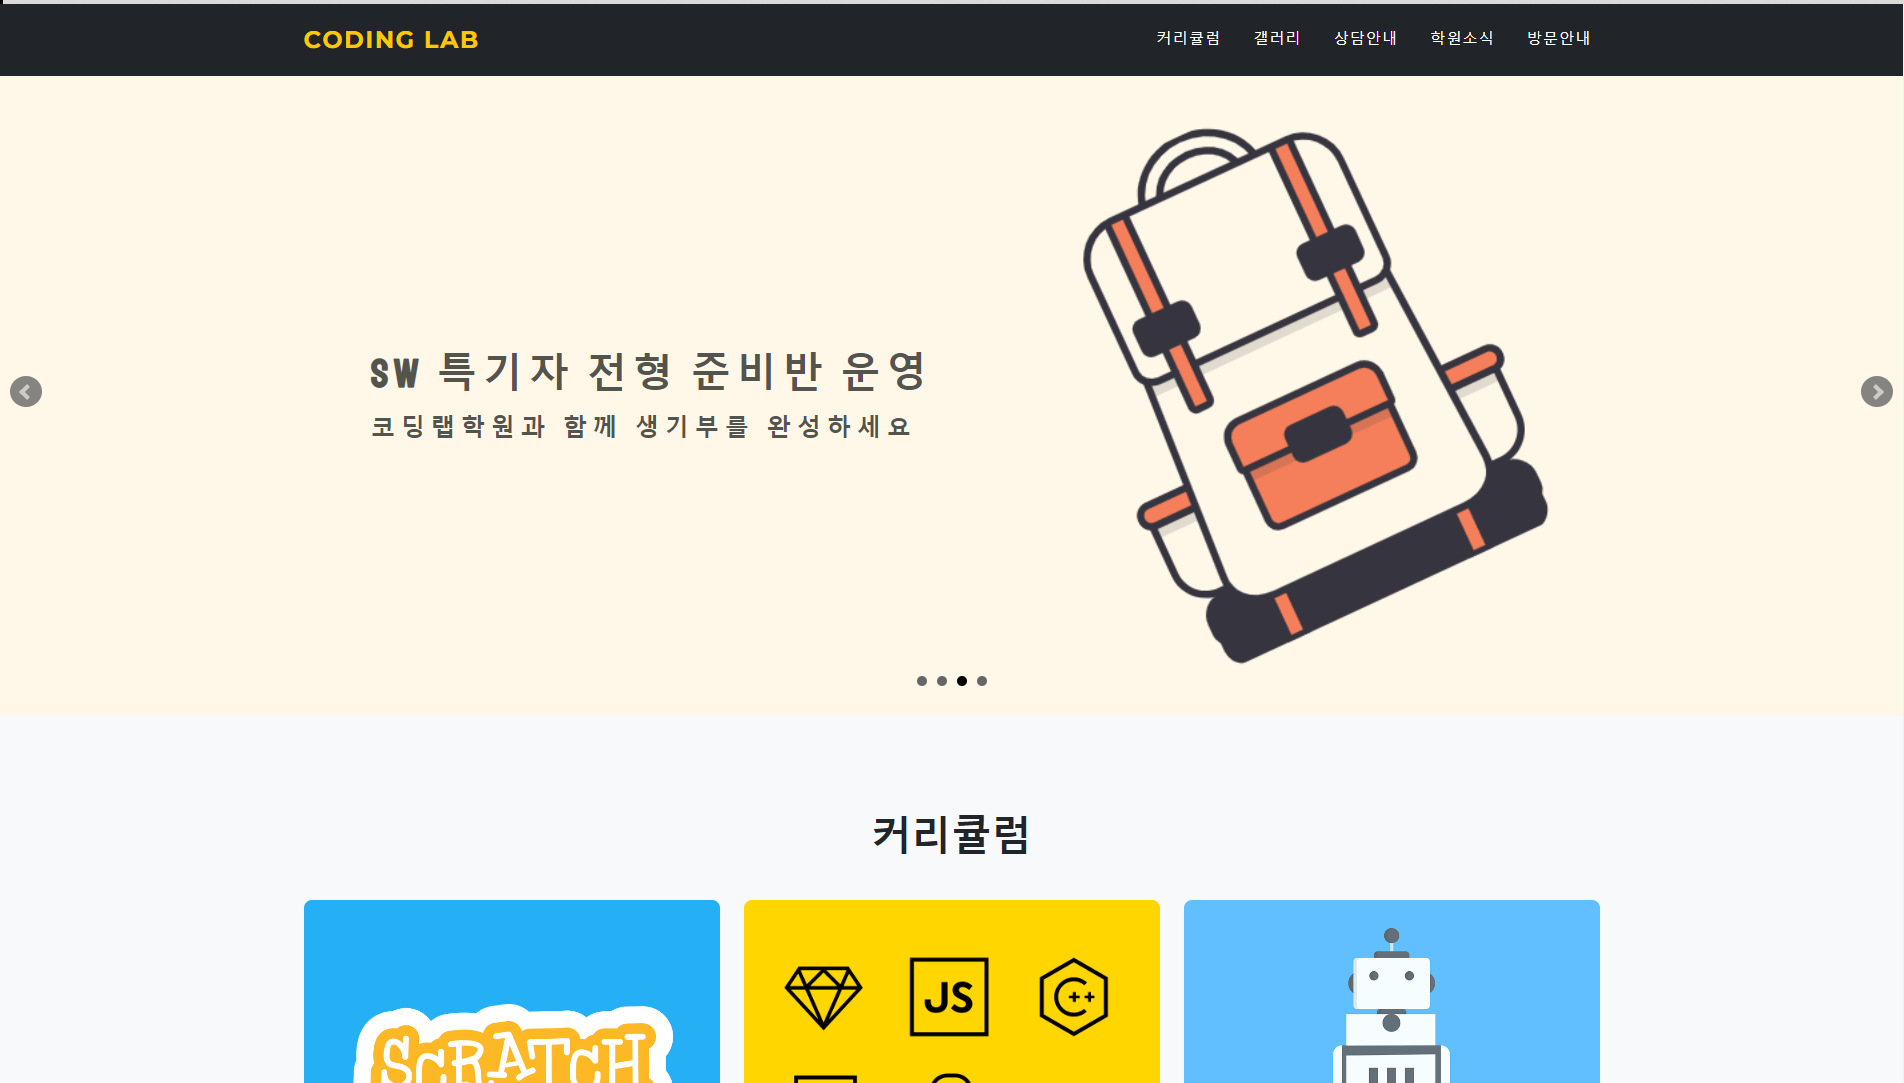 CODING LAB
커리큘럼 갤러리 상담안내 학원소식 방문안내
SW 특기자 전형 준비반 운영
코딩랩학원과 함께 생기부를 완성하세요
커리큘럼
SCRATCH
JS
C++